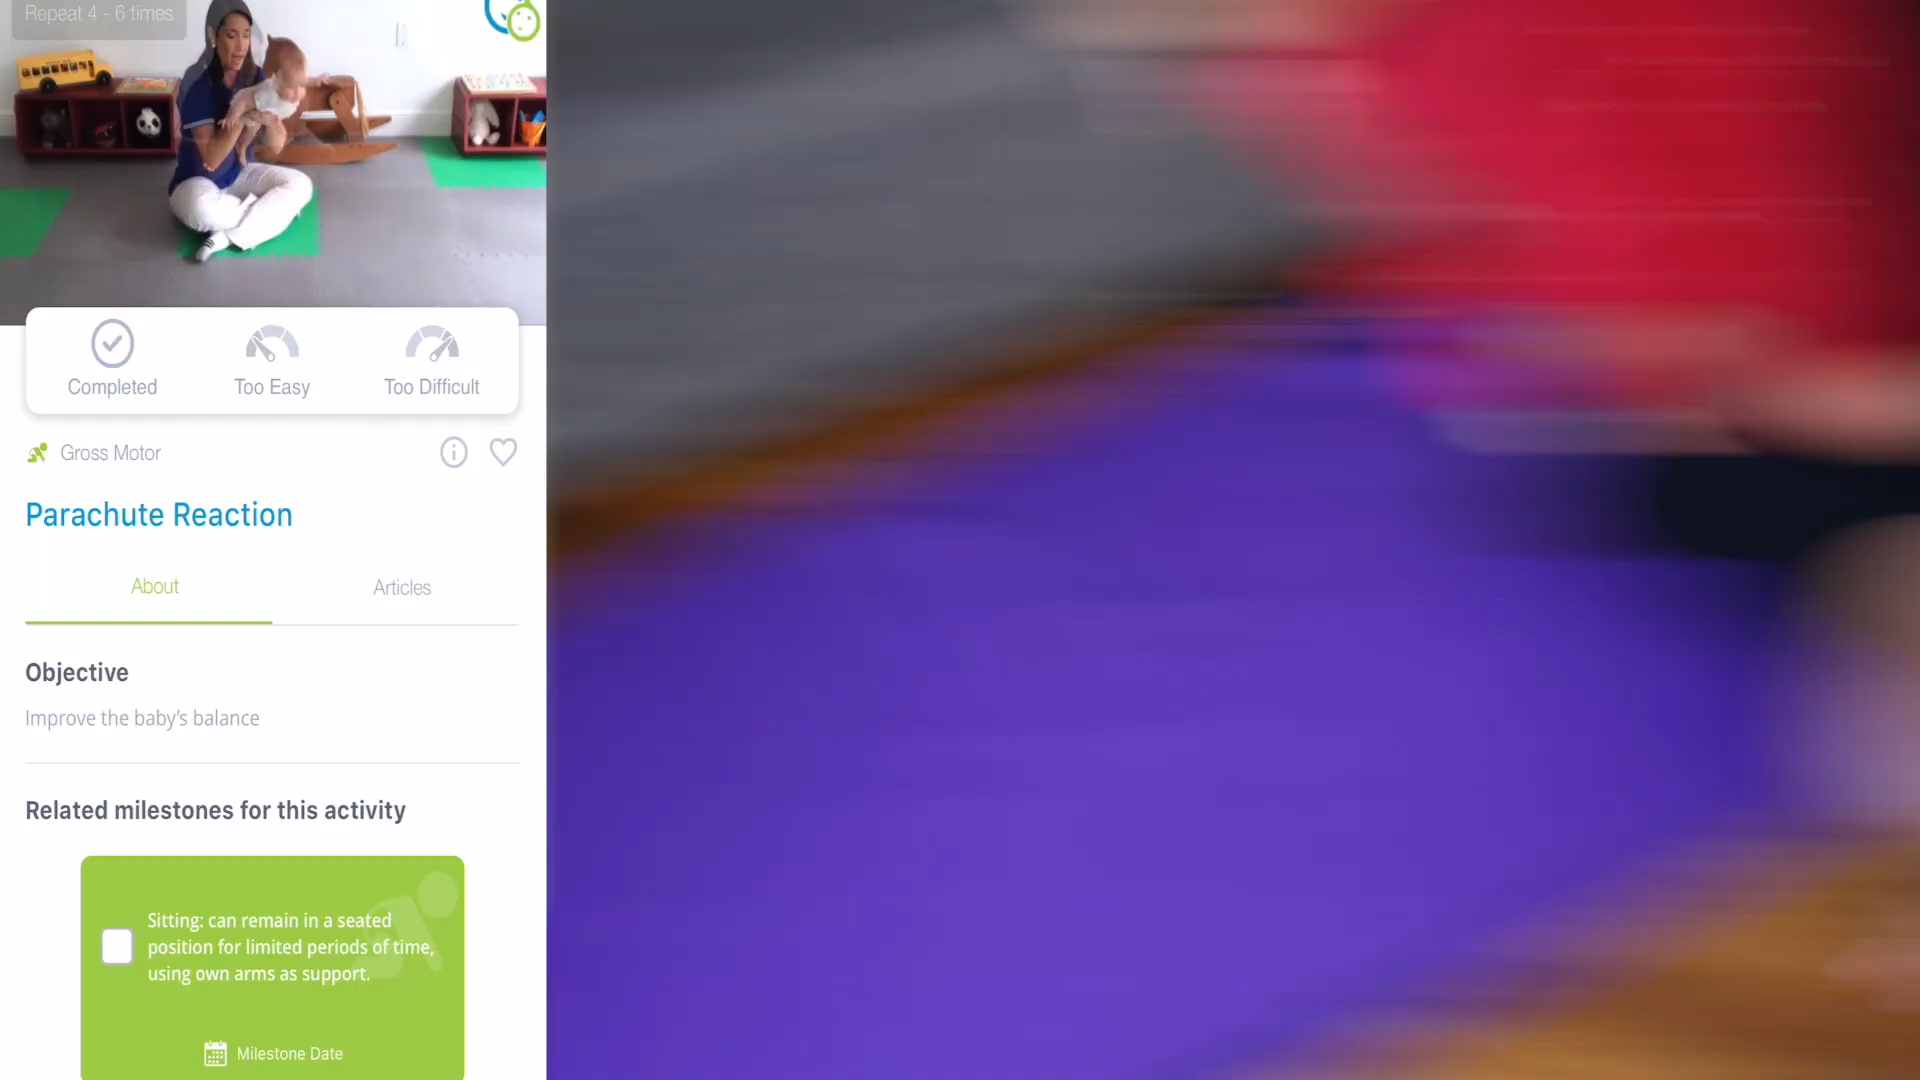 Repeat 4 - 6 times
Completed
Too Easy
Too Difficult
Gross Motor
Parachute Reaction
About
Articles
Objective
Improve the baby's balance
Related milestones for this activity
Sitting: can remain in a seated
position for limited periods of time,
using own arms as support.
Milestone Date